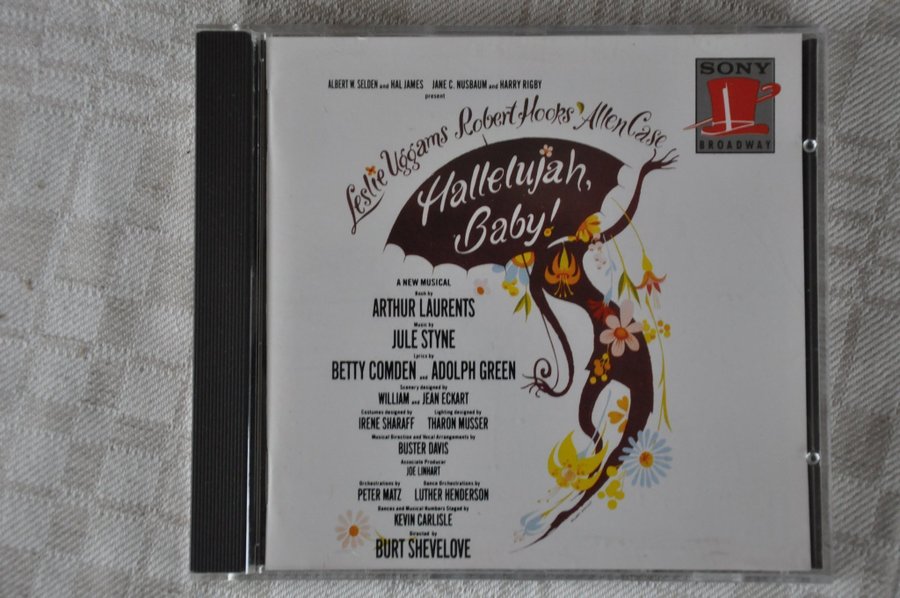 ALBERT W. SELDEN and HAL JAMES JANE C. NUSBAUM and HARRY RIGBY
present
Leslie Uggams Robert Hooks Allen Case
Hallelujah,
Baby!
SONY
BROADWAY
A NEW MUSICAL
Book by
ARTHUR LAURENTS
Music by
JULE STYNE
Lyrics by
BETTY COMDEN and ADOLPH GREEN
Scenery designed by
WILLIAM and JEAN ECKART
Costumes designed by Lighting designed by
IRENE SHARAFF THARON MUSSER
Musical Direction and Vocal Arrangements by
BUSTER DAVIS
Associate Producer
JOE LINHART
Orchestrations by Dance Orchestrations by
PETER MATZ LUTHER HENDERSON
Dances and Musical Numbers Staged by
KEVIN CARLISLE
Directed by
BURT SHEVELOVE